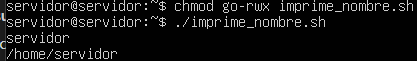 servidor@servidor:~$ chmod go-rwx imprime_nombre.sh
servidor@servidor:~$ ./imprime_nombre.sh
servidor
/home/servidor